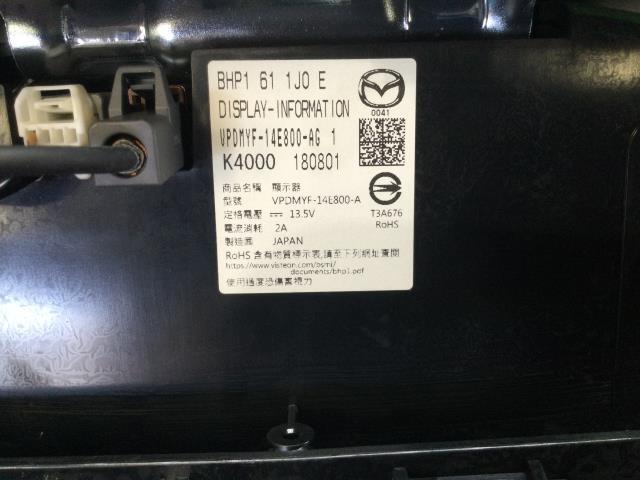 BHP1 61 1J0 E
DISPLAY-INFORMATION
0041
VPDMYF-14E800-AG 1
K4000 180801
商品名稱 顯示器
型號 VPDMYF-14E800-A
定格電壓 ⎓ 13.5V
T3A676
電流消耗 2A
RoHS
製造國 JAPAN
RoHS 含有物質標示表,請至下列網址查閱
https://www.visteon.com/bsmi/
documents/bhp1.pdf
使用過度恐傷害視力